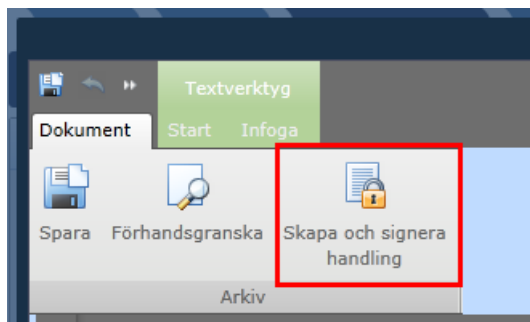 Textverktyg
Dokument Start Infoga
Spara Förhandsgranska Skapa och signera
handling
Arkiv